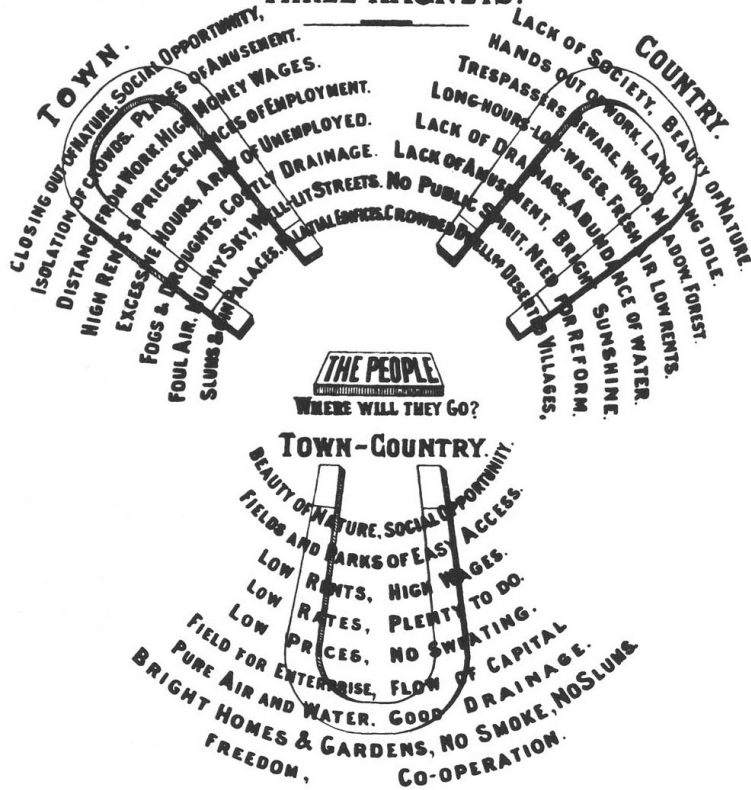 THREE MAGNETS.
TOWN.
CLOSING OUT OF NATURE. SOCIAL OPPORTUNITY.
ISOLATION OF CROWDS. PLACES OF AMUSEMENT.
DISTANCE FROM WORK. HIGH MONEY WAGES.
HIGH RENTS & PRICES. CHANCES OF EMPLOYMENT.
EXCESSIVE HOURS. ARMY OF UNEMPLOYED.
FOGS & DROUGHTS. COSTLY DRAINAGE.
FOUL AIR. MURKY SKY. WELL-LIT STREETS.
SLUMS & GIN PALACES. PALATIAL EDIFICES.
COUNTRY.
LACK OF SOCIETY. BEAUTY OF NATURE.
HANDS OUT OF WORK. LAND LYING IDLE.
TRESPASSERS BEWARE. WOOD, MEADOW, FOREST.
LONG-HOURS-LOW-WAGES. FRESH AIR LOW RENTS.
LACK OF DRAINAGE. ABUNDANCE OF WATER.
LACK OF AMUSEMENT. BRIGHT SUNSHINE.
NO PUBLIC SPIRIT. NEED FOR REFORM.
CROWDED DWELLINGS DESERTED VILLAGES,
THE PEOPLE
WHERE WILL THEY GO?
TOWN-COUNTRY.
BEAUTY OF NATURE, SOCIAL OPPORTUNITY.
FIELDS AND PARKS OF EASY ACCESS.
LOW RENTS, HIGH WAGES.
LOW RATES, PLENTY TO DO.
LOW PRICES, NO SWEATING.
FIELD FOR ENTERPRISE, FLOW OF CAPITAL
PURE AIR AND WATER. GOOD DRAINAGE.
BRIGHT HOMES & GARDENS, NO SMOKE, NO SLUMS.
FREEDOM, CO-OPERATION.